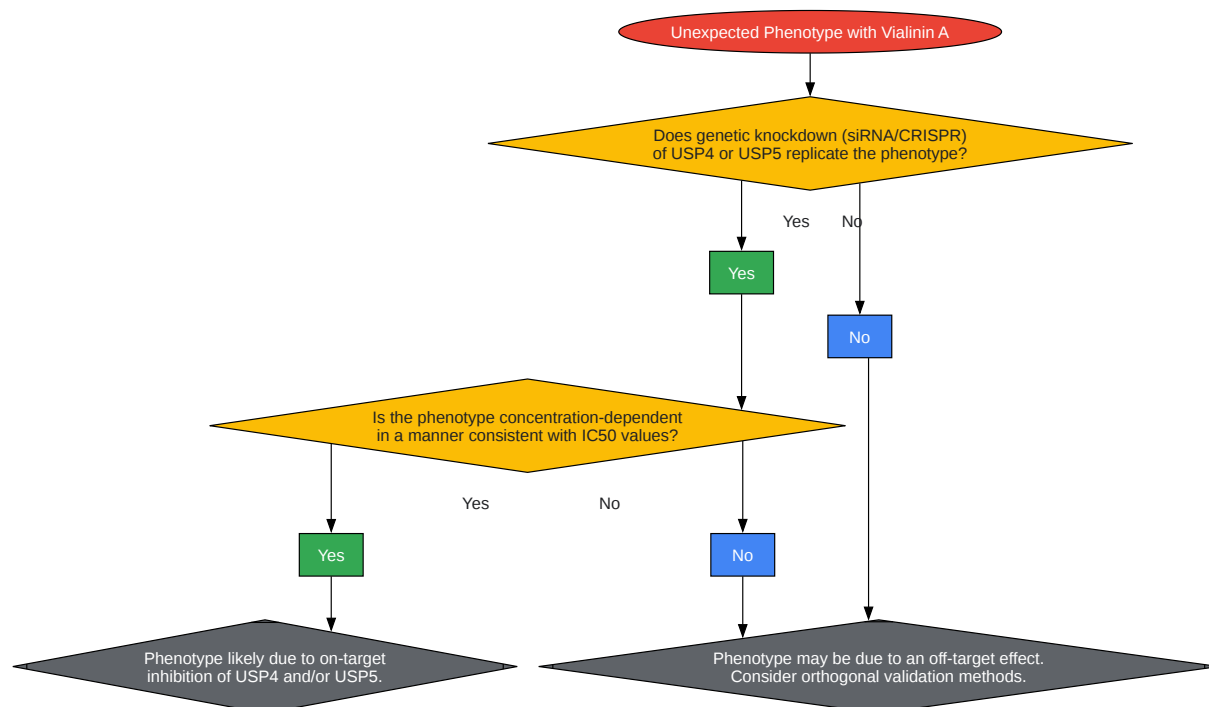 Unexpected Phenotype with Vialinin A
Does genetic knockdown (siRNA/CRISPR)
of USP4 or USP5 replicate the phenotype?
Yes
No
Yes
No
Is the phenotype concentration-dependent
in a manner consistent with IC50 values?
Yes
No
Yes
No
Phenotype likely due to on-target
inhibition of USP4 and/or USP5.
Phenotype may be due to an off-target effect.
Consider orthogonal validation methods.